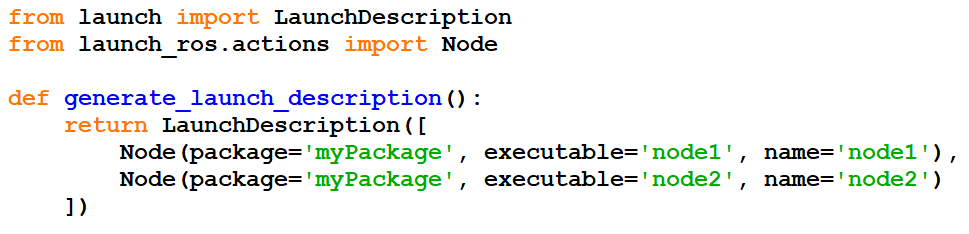 from launch import LaunchDescription
from launch_ros.actions import Node

def generate_launch_description():
    return LaunchDescription([
        Node(package='myPackage', executable='node1', name='node1'),
        Node(package='myPackage', executable='node2', name='node2')
    ])